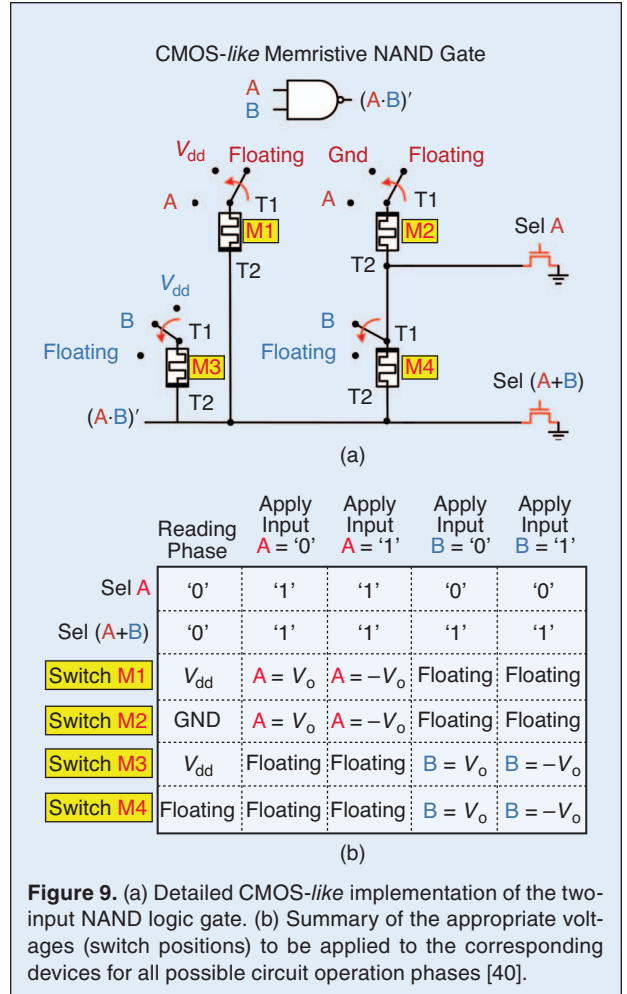 CMOS-like Memristive NAND Gate
A
B
(A·B)′
Vdd Floating
A
T1
M1
T2
Gnd Floating
A
T1
M2
T2
Sel A
Vdd
B
T1
Floating
M3
T2
B
T1
Floating
M4
T2
Sel (A+B)
(A·B)′
(a)
Reading Phase Apply Input A = ‘0’ Apply Input A = ‘1’ Apply Input B = ‘0’ Apply Input B = ‘1’
Sel A ‘0’ ‘1’ ‘1’ ‘0’ ‘0’
Sel (A+B) ‘0’ ‘1’ ‘1’ ‘1’ ‘1’
Switch M1 Vdd A = Vo A = –Vo Floating Floating
Switch M2 GND A = Vo A = –Vo Floating Floating
Switch M3 Vdd Floating Floating B = Vo B = –Vo
Switch M4 Floating Floating Floating B = Vo B = –Vo
(b)
Figure 9. (a) Detailed CMOS-like implementation of the two-
input NAND logic gate. (b) Summary of the appropriate volt-
ages (switch positions) to be applied to the corresponding
devices for all possible circuit operation phases [40].